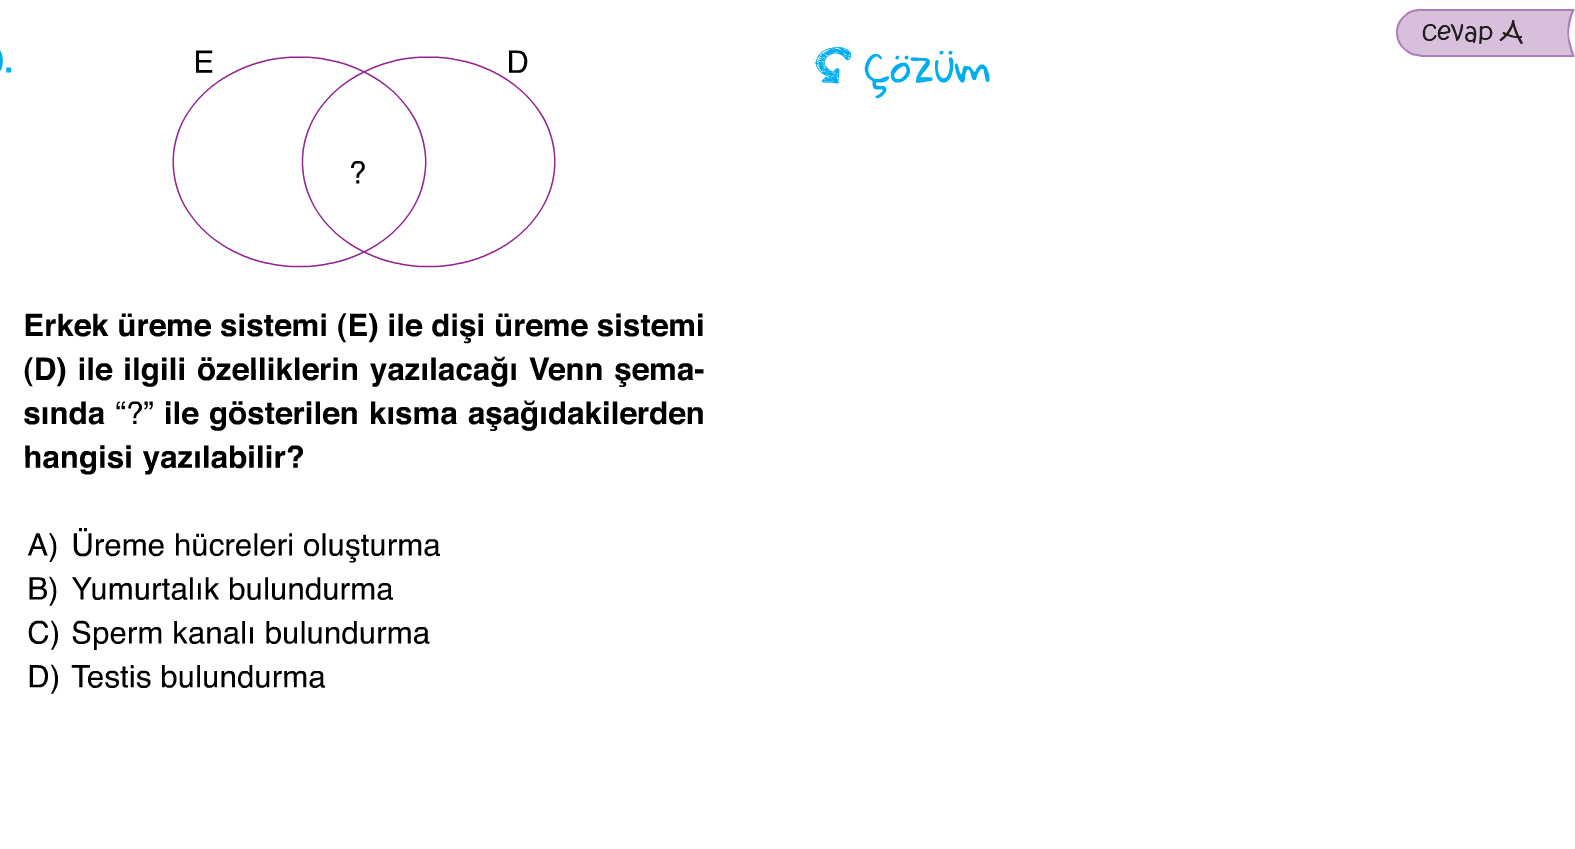 E
D
?
Erkek üreme sistemi (E) ile dişi üreme sistemi
(D) ile ilgili özelliklerin yazılacağı Venn şema-
sında “?” ile gösterilen kısma aşağıdakilerden
hangisi yazılabilir?
A) Üreme hücreleri oluşturma
B) Yumurtalık bulundurma
C) Sperm kanalı bulundurma
D) Testis bulundurma
Çözüm
Cevap A